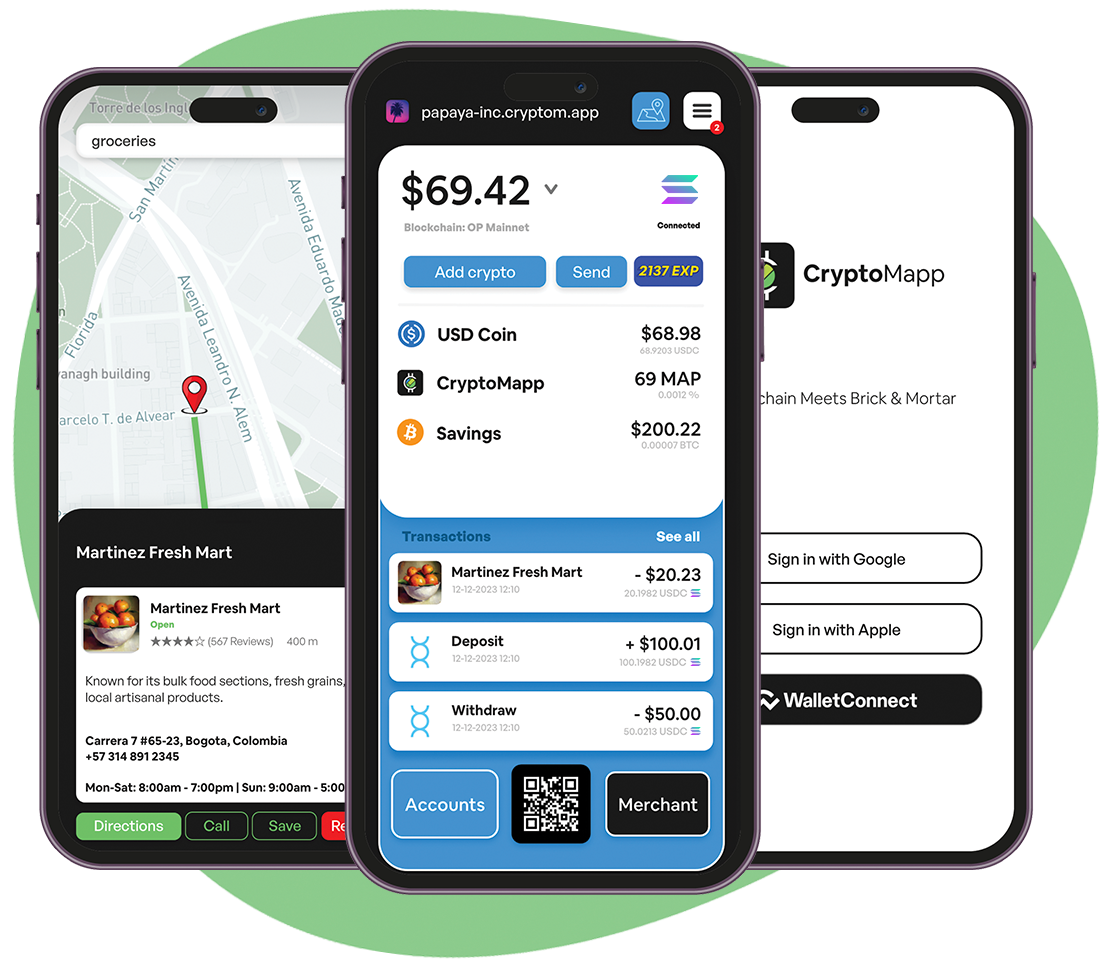 Torre de los Ingl
groceries
San Martin
Avenida Eduardo Mad
Avenida Leandro N. Alem
Florida
vanagh building
arcelo T. de Alvear
Martinez Fresh Mart
Martinez Fresh Mart
Open
★★★★☆ (567 Reviews) 400 m
Known for its bulk food sections, fresh grains,
local artisanal products.
Carrera 7 #65-23, Bogota, Colombia
+57 314 891 2345
Mon-Sat: 8:00am - 7:00pm | Sun: 9:00am - 5:00
Directions
Call
Save
Re
papaya-inc.cryptom.app
2
$69.42
Blockchain: OP Mainnet
Connected
Add crypto
Send
2137 EXP
USD Coin
$68.98
68.9203 USDC
CryptoMapp
69 MAP
0.0012 %
Savings
$200.22
0.00007 BTC
Transactions
See all
Martinez Fresh Mart
- $20.23
12-12-2023 12:10
20.1982 USDC
Deposit
+ $100.01
12-12-2023 12:10
100.1982 USDC
Withdraw
- $50.00
12-12-2023 12:10
50.0213 USDC
Accounts
Merchant
CryptoMapp
chain Meets Brick & Mortar
Sign in with Google
Sign in with Apple
WalletConnect